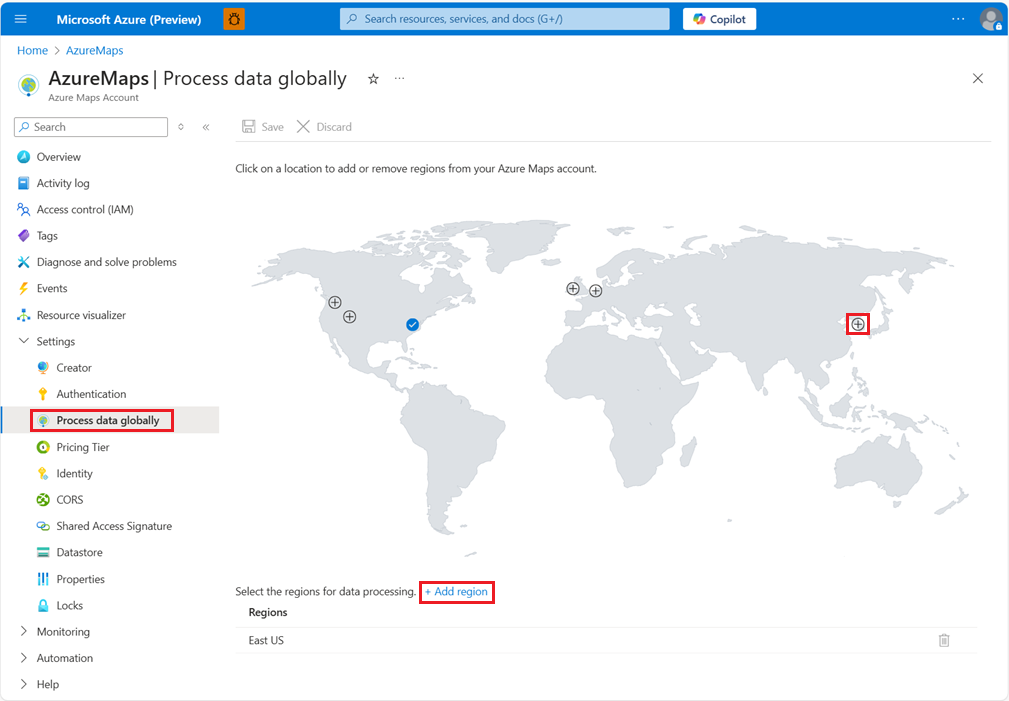 Microsoft Azure (Preview)
Search resources, services, and docs (G+/)
Copilot
Home > AzureMaps
AzureMaps | Process data globally
Azure Maps Account
Search
Save
Discard
Overview
Activity log
Access control (IAM)
Tags
Diagnose and solve problems
Events
Resource visualizer
Settings
Creator
Authentication
Process data globally
Pricing Tier
Identity
CORS
Shared Access Signature
Datastore
Properties
Locks
Monitoring
Automation
Help
Click on a location to add or remove regions from your Azure Maps account.
Select the regions for data processing. + Add region
Regions
East US